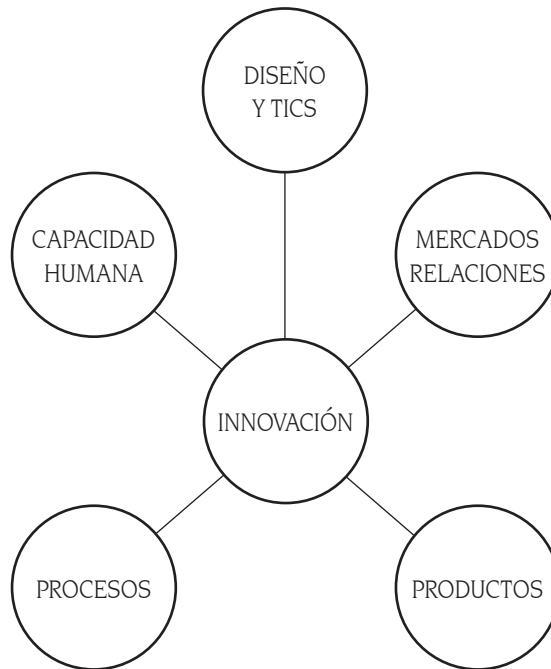 DISEÑO
Y TICS
CAPACIDAD
HUMANA
MERCADOS
RELACIONES
INNOVACIÓN
PROCESOS
PRODUCTOS